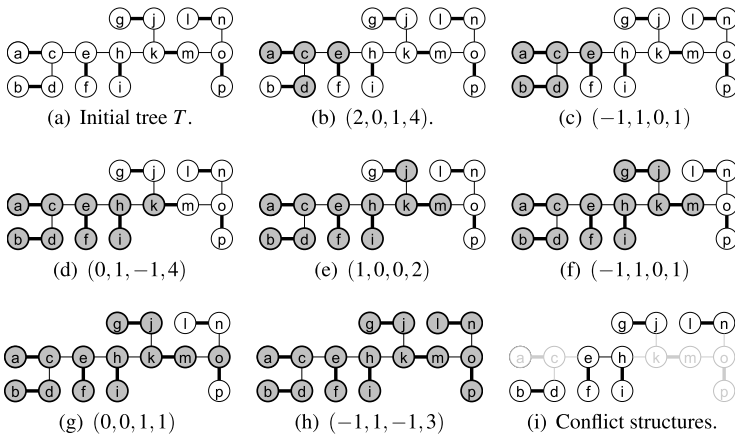 g j l n
a c e h k m o
b d f i p
(a) Initial tree T.
g j l n
a c e h k m o
b d f i p
(b) (2,0,1,4).
g j l n
a c e h k m o
b d f i p
(c) (−1,1,0,1)
g j l n
a c e h k m o
b d f i p
(d) (0,1,−1,4)
g j l n
a c e h k m o
b d f i p
(e) (1,0,0,2)
g j l n
a c e h k m o
b d f i p
(f) (−1,1,0,1)
g j l n
a c e h k m o
b d f i p
(g) (0,0,1,1)
g j l n
a c e h k m o
b d f i p
(h) (−1,1,−1,3)
g j l n
a c e h k m o
b d f i p
(i) Conflict structures.